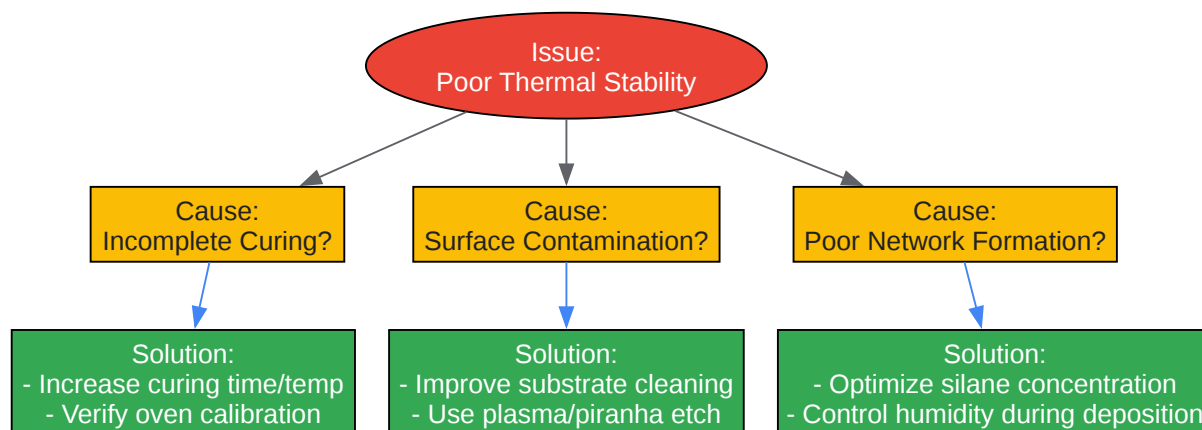 Issue:
Poor Thermal Stability
Cause:
Incomplete Curing?
Cause:
Surface Contamination?
Cause:
Poor Network Formation?
Solution:
- Increase curing time/temp
- Verify oven calibration
Solution:
- Improve substrate cleaning
- Use plasma/piranha etch
Solution:
- Optimize silane concentration
- Control humidity during deposition